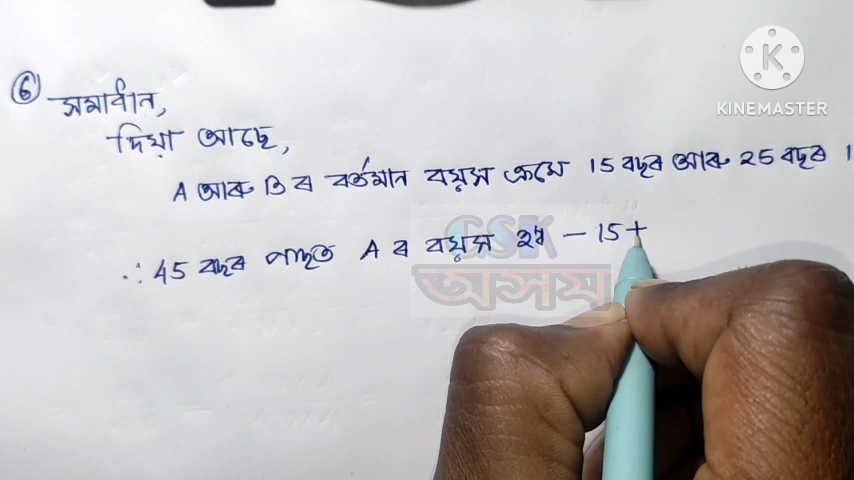 KINEMASTER
6 সমাধান,
দিয়া আছে,
A আৰু B ৰ বৰ্তমান বয়স ক্ৰমে 15 বছৰ আৰু 25 বছৰ ।
∴ 45 বছৰ পাছত A ৰ বয়স হ'ব — 15+
GSK
অসম